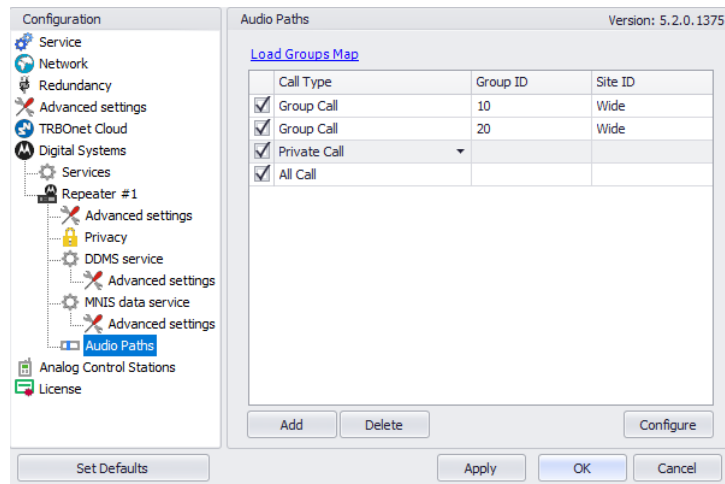 Configuration
Service
Network
Redundancy
Advanced settings
TRBOnet Cloud
Digital Systems
Services
Repeater #1
Advanced settings
Privacy
DDMS service
Advanced settings
MNIS data service
Advanced settings
Audio Paths
Analog Control Stations
License
Set Defaults
Audio Paths Version: 5.2.0.1375
Load Groups Map
Call Type Group ID Site ID
Group Call 10 Wide
Group Call 20 Wide
Private Call
All Call
Add Delete Configure
Apply OK Cancel